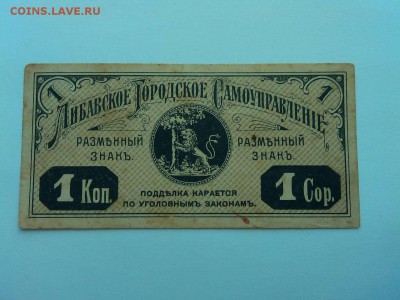 COINS.LAVE.RU
1 1
Либавское Городское Самоуправленіе
РАЗМѢННЫЙ РАЗМѢННЫЙ
ЗНАКЪ. ЗНАКЪ.
1 Коп. 1 Сор.
ПОДДѢЛКА КАРАЕТСЯ
ПО УГОЛОВНЫМЪ ЗАКОНАМЪ.